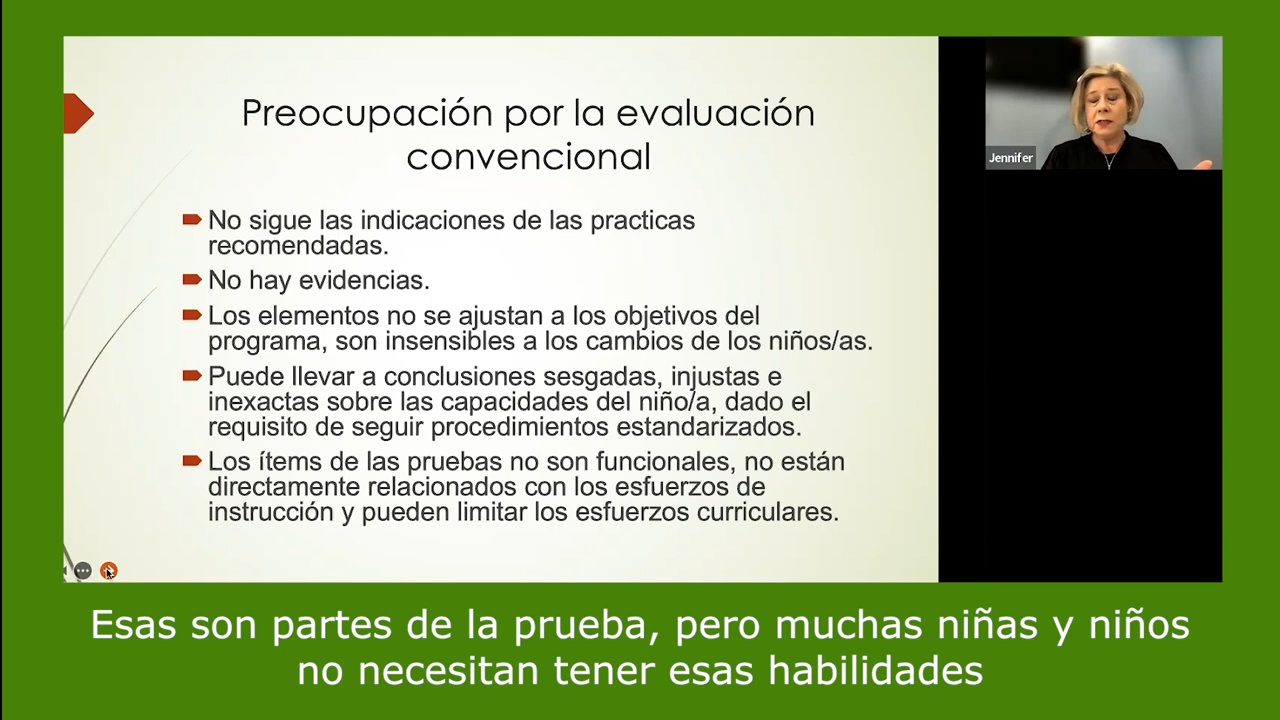 Preocupación por la evaluación
convencional
No sigue las indicaciones de las practicas
recomendadas.
No hay evidencias.
Los elementos no se ajustan a los objetivos del
programa, son insensibles a los cambios de los niños/as.
Puede llevar a conclusiones sesgadas, injustas e
inexactas sobre las capacidades del niño/a, dado el
requisito de seguir procedimientos estandarizados.
Los ítems de las pruebas no son funcionales, no están
directamente relacionados con los esfuerzos de
instrucción y pueden limitar los esfuerzos curriculares.
Jennifer
Esas son partes de la prueba, pero muchas niñas y niños
no necesitan tener esas habilidades